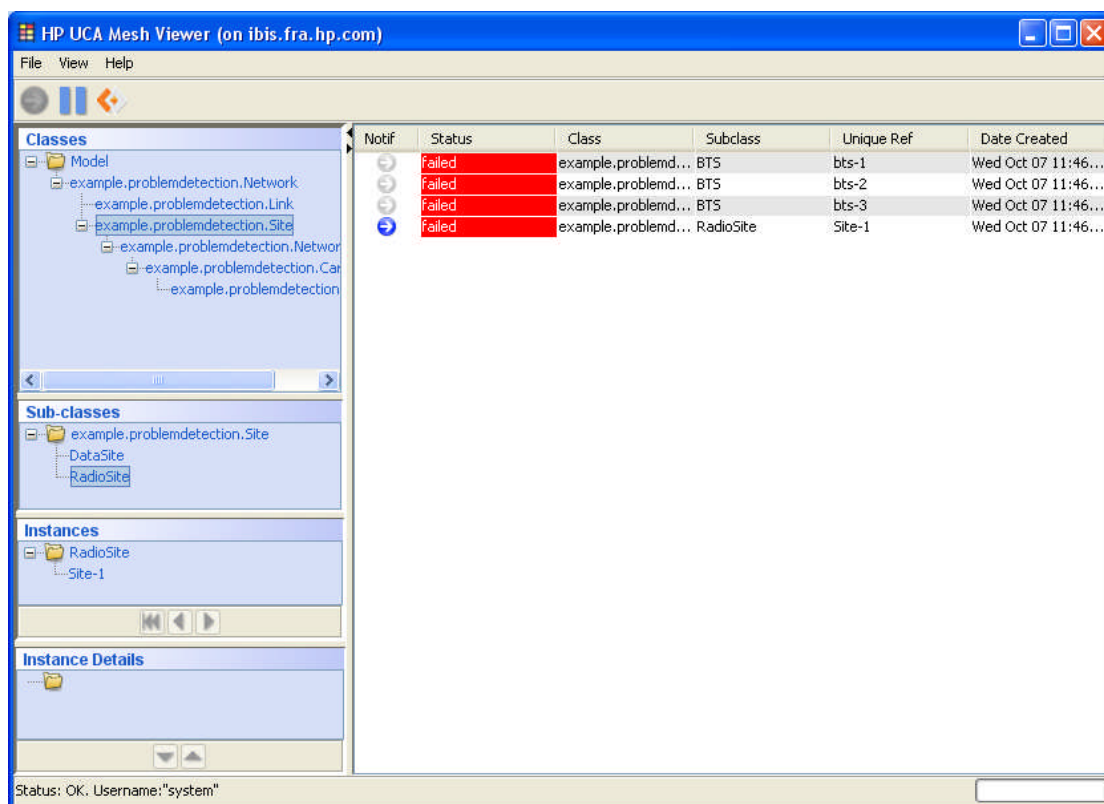 HP UCA Mesh Viewer (on ibis.fra.hp.com)
File View Help
Classes
Model
example.problemdetection.Network
example.problemdetection.Link
example.problemdetection.Site
example.problemdetection.Networ
example.problemdetection.Car
example.problemdetection
Sub-classes
example.problemdetection.Site
DataSite
RadioSite
Instances
RadioSite
Site-1
Instance Details
Notif Status Class Subclass Unique Ref Date Created
failed example.problemd... BTS bts-1 Wed Oct 07 11:46...
failed example.problemd... BTS bts-2 Wed Oct 07 11:46...
failed example.problemd... BTS bts-3 Wed Oct 07 11:46...
failed example.problemd... RadioSite Site-1 Wed Oct 07 11:46...
Status: OK. Username:"system"